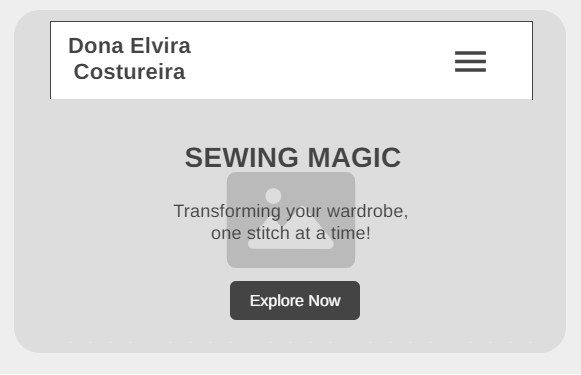 Dona Elvira
Costureira
SEWING MAGIC
Transforming your wardrobe,
one stitch at a time!
Explore Now